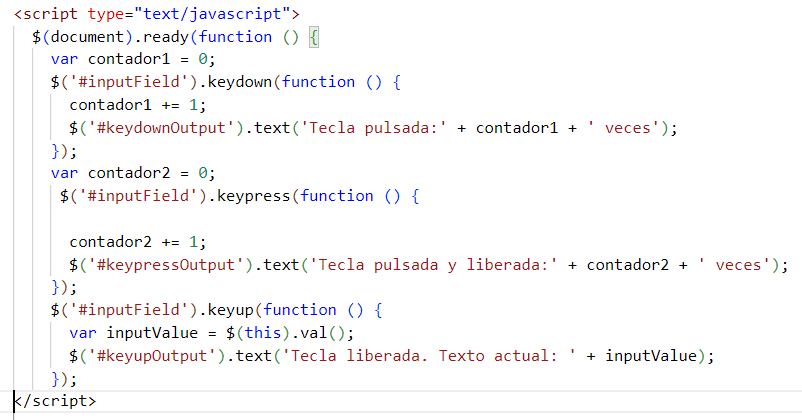 <script type="text/javascript">
$(document).ready(function () {
var contador1 = 0;
$('#inputField').keydown(function () {
contador1 += 1;
$('#keydownOutput').text('Tecla pulsada:' + contador1 + ' veces');
});
var contador2 = 0;
$('#inputField').keypress(function () {
contador2 += 1;
$('#keypressOutput').text('Tecla pulsada y liberada:' + contador2 + ' veces');
});
$('#inputField').keyup(function () {
var inputValue = $(this).val();
$('#keyupOutput').text('Tecla liberada. Texto actual: ' + inputValue);
});
</script>